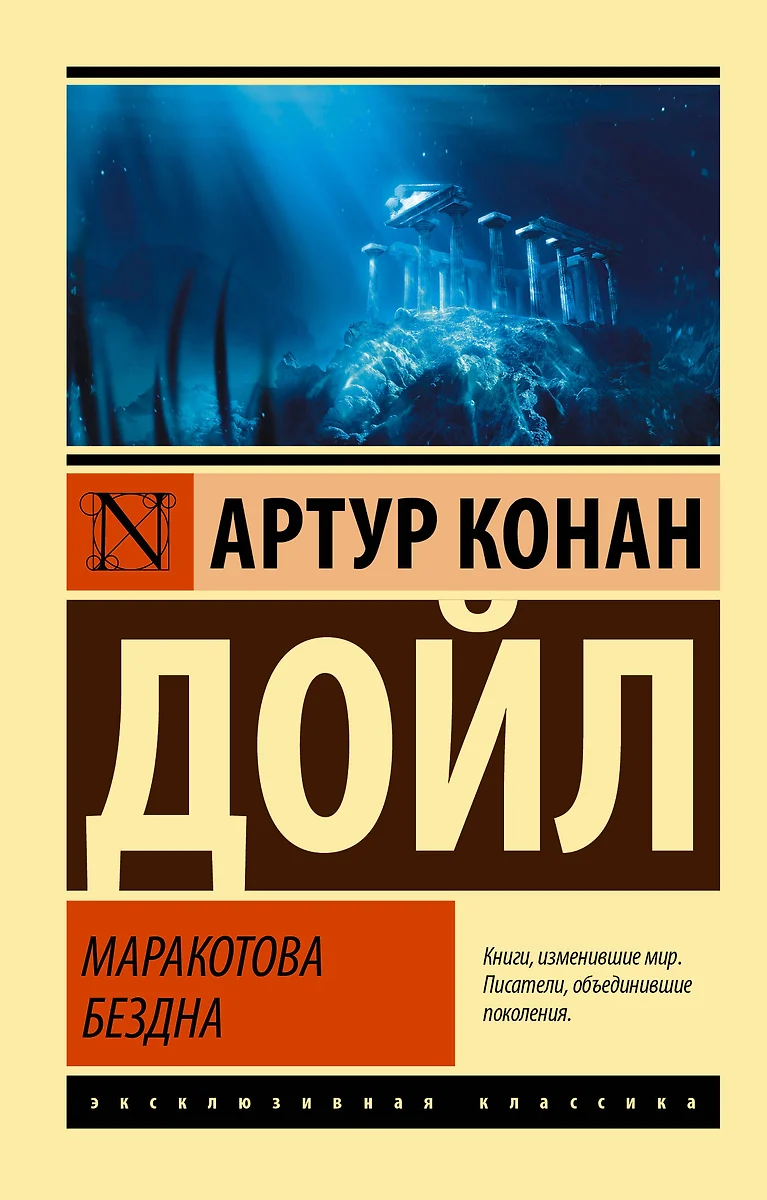 N
АРТУР КОНАН
ДОЙЛ
МАРАКОТОВА
БЕЗДНА
Книги, изменившие мир.
Писатели, объединившие
поколения.
эксклюзивная классика